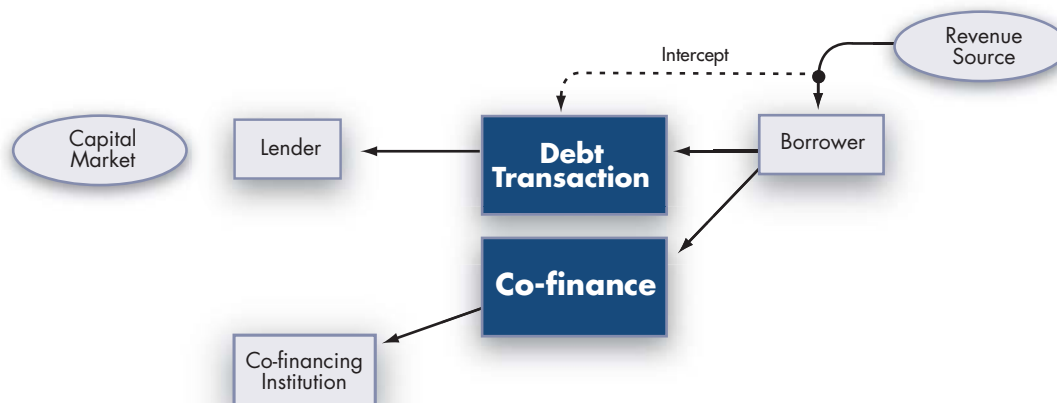 Revenue
Source
Intercept
Capital
Market
Lender
Debt
Transaction
Borrower
Co-finance
Co-financing
Institution